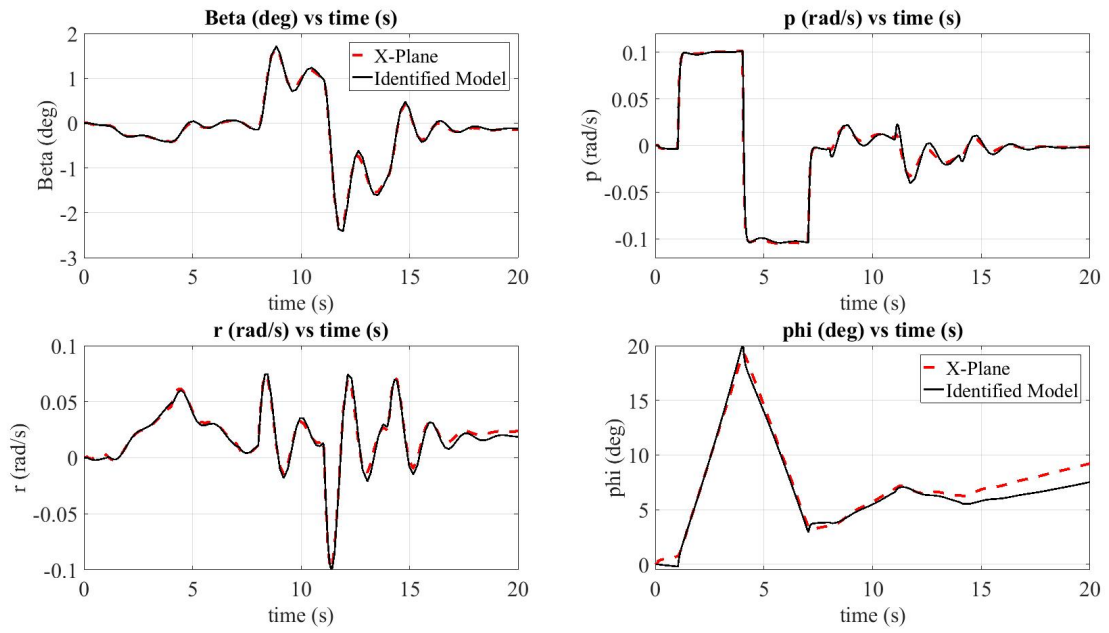 Beta (deg) vs time (s)
2
1
0
-1
-2
-3
Beta (deg)
X-Plane
Identified Model
0 5 10 15 20
time (s)
p (rad/s) vs time (s)
0.1
0.05
0
-0.05
-0.1
p (rad/s)
0 5 10 15 20
time (s)
r (rad/s) vs time (s)
0.1
0.05
0
-0.05
-0.1
r (rad/s)
0 5 10 15 20
time (s)
phi (deg) vs time (s)
20
15
10
5
0
phi (deg)
X-Plane
Identified Model
0 5 10 15 20
time (s)